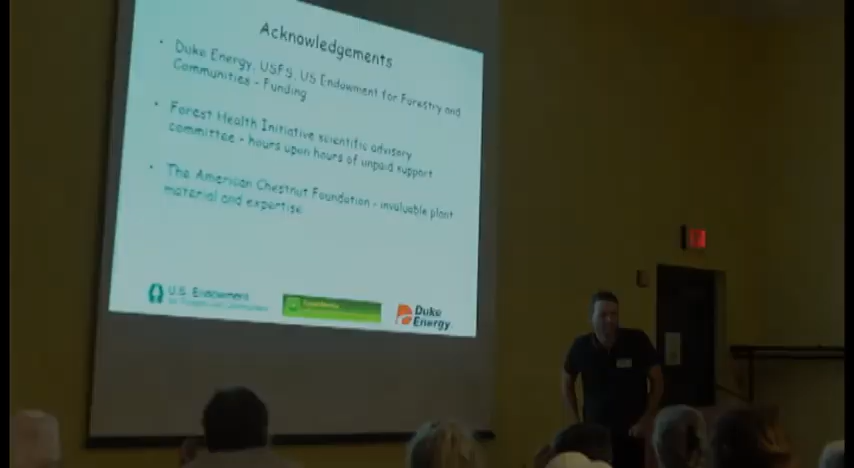 Acknowledgements
• Duke Energy, USFS, US Endowment for Forestry and
Communities - Funding
• Forest Health Initiative scientific advisory
committee - hours upon hours of unpaid support
• The American Chestnut Foundation - invaluable plant
material and expertise
U.S. Endowment
Duke
Energy